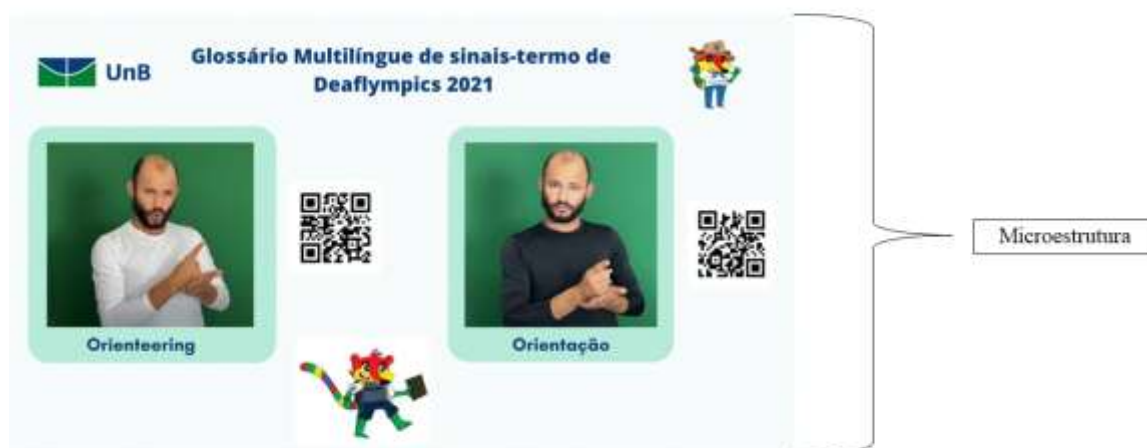 UnB
Glossário Multilíngue de sinais-termo de
Deaflympics 2021
Orienteering
Orientação
Microestrutura